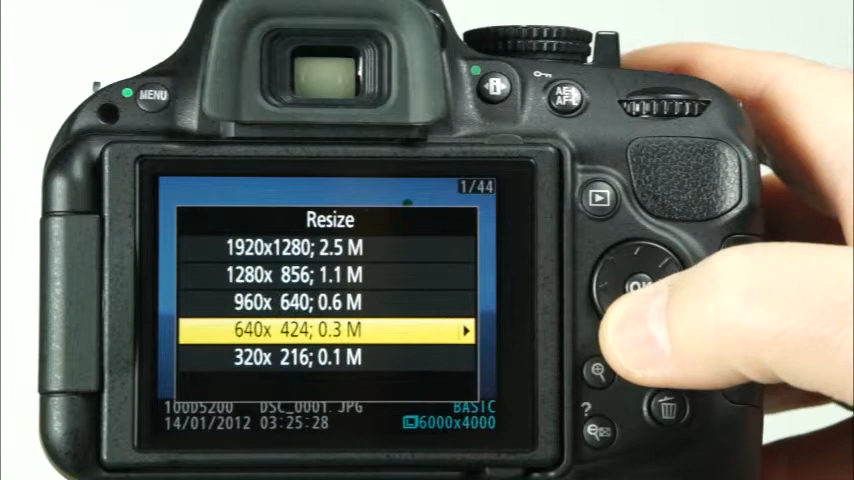 MENU
i
AE-L
AF-L
1/44
Resize
1920x1280; 2.5 M
1280x 856; 1.1 M
960x 640; 0.6 M
640x 424; 0.3 M
320x 216; 0.1 M
OK
?
100D5200 DSC_0001.JPG BASIC
14/01/2012 03:25:28 6000x4000